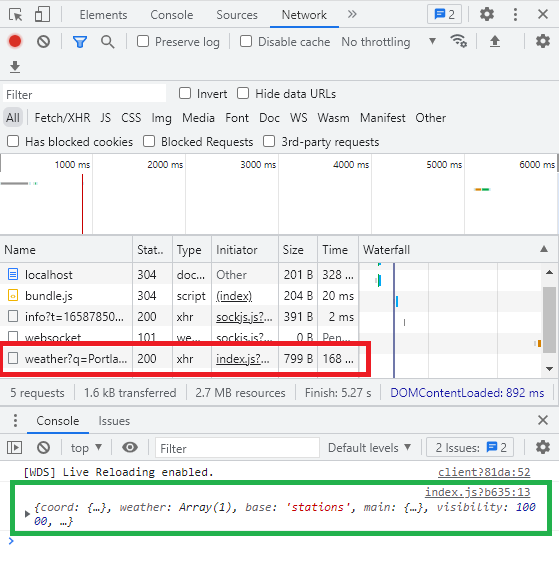 Elements Console Sources Network » 2
Preserve log Disable cache No throttling
Filter Invert Hide data URLs
All Fetch/XHR JS CSS Img Media Font Doc WS Wasm Manifest Other
Has blocked cookies Blocked Requests 3rd-party requests
1000 ms 2000 ms 3000 ms 4000 ms 5000 ms 6000 ms
Name Stat.. Type Initiator Size Time Waterfall
localhost 304 doc... Other 201 B 328 ...
bundle.js 304 script (index) 204 B 20 ms
info?t=16587850... 200 xhr sockjs.js?... 391 B 2 ms
websocket 101 we... sockjs.js?... 0 B Pen...
weather?q=Portla... 200 xhr index.js?... 799 B 168 ...
5 requests 1.6 kB transferred 2.7 MB resources Finish: 5.27 s DOMContentLoaded: 892 ms
Console Issues
top Filter Default levels 2 Issues: 2
[WDS] Live Reloading enabled. client?81da:52
index.js?b635:13
{coord: {…}, weather: Array(1), base: 'stations', main: {…}, visibility: 100
00, …}